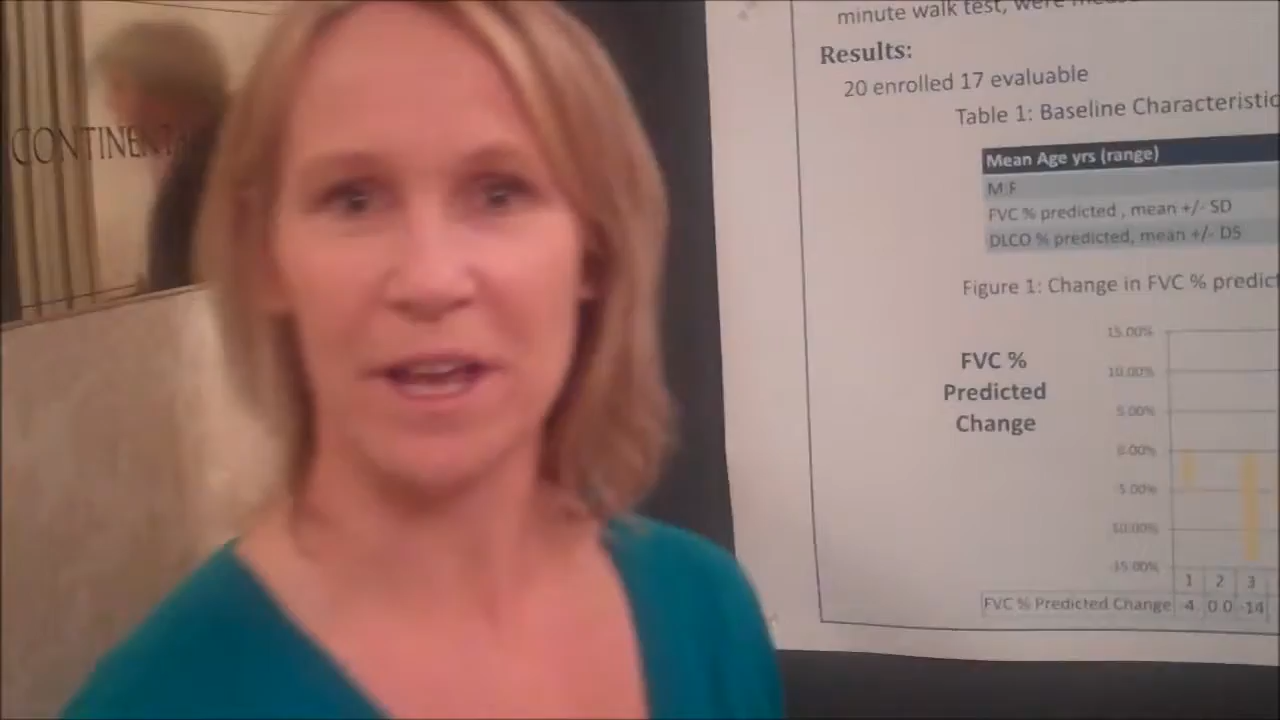 CONTINENTAL
minute walk test, were
Results:
20 enrolled 17 evaluable
Table 1: Baseline Characteristic
Mean Age yrs (range)
M:F
FVC % predicted , mean +/- SD
DLCO % predicted, mean +/- DS
Figure 1: Change in FVC % predict
FVC %
Predicted
Change
15.00%
10.00%
5.00%
0.00%
-5.00%
-10.00%
-15.00%
1 2 3
FVC % Predicted Change -4 0.0 -14